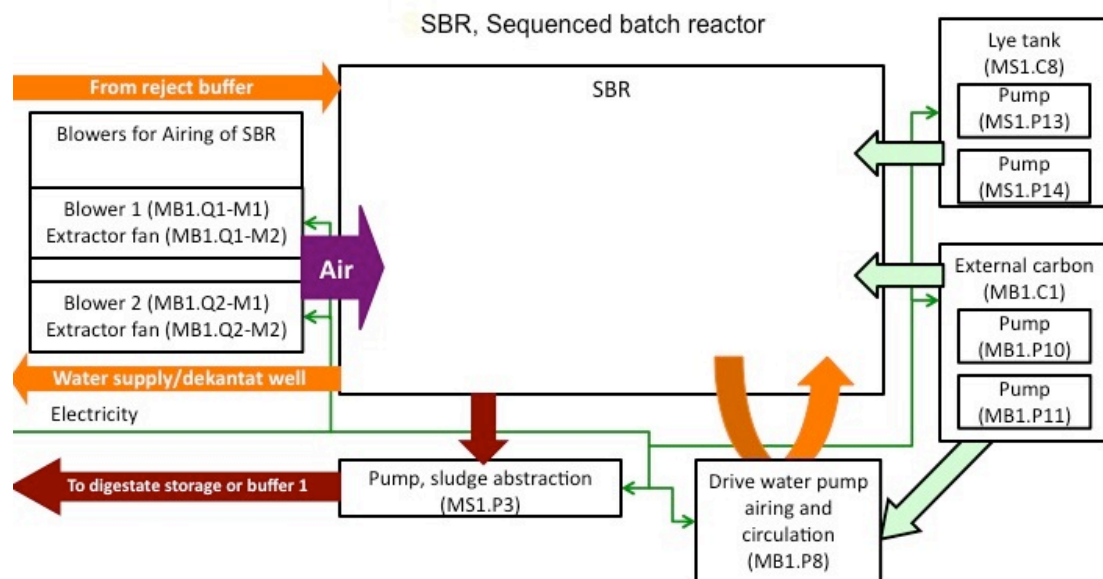 SBR, Sequenced batch reactor
From reject buffer
SBR
Lye tank
(MS1.C8)
Pump
(MS1.P13)
Pump
(MS1.P14)
Blowers for Airing of SBR
Blower 1 (MB1.Q1-M1)
Extractor fan (MB1.Q1-M2)
Air
Blower 2 (MB1.Q2-M1)
Extractor fan (MB1.Q2-M2)
External carbon
(MB1.C1)
Pump
(MB1.P10)
Pump
(MB1.P11)
Water supply/dekantat well
Electricity
To digestate storage or buffer 1
Pump, sludge abstraction
(MS1.P3)
Drive water pump
airing and
circulation
(MB1.P8)